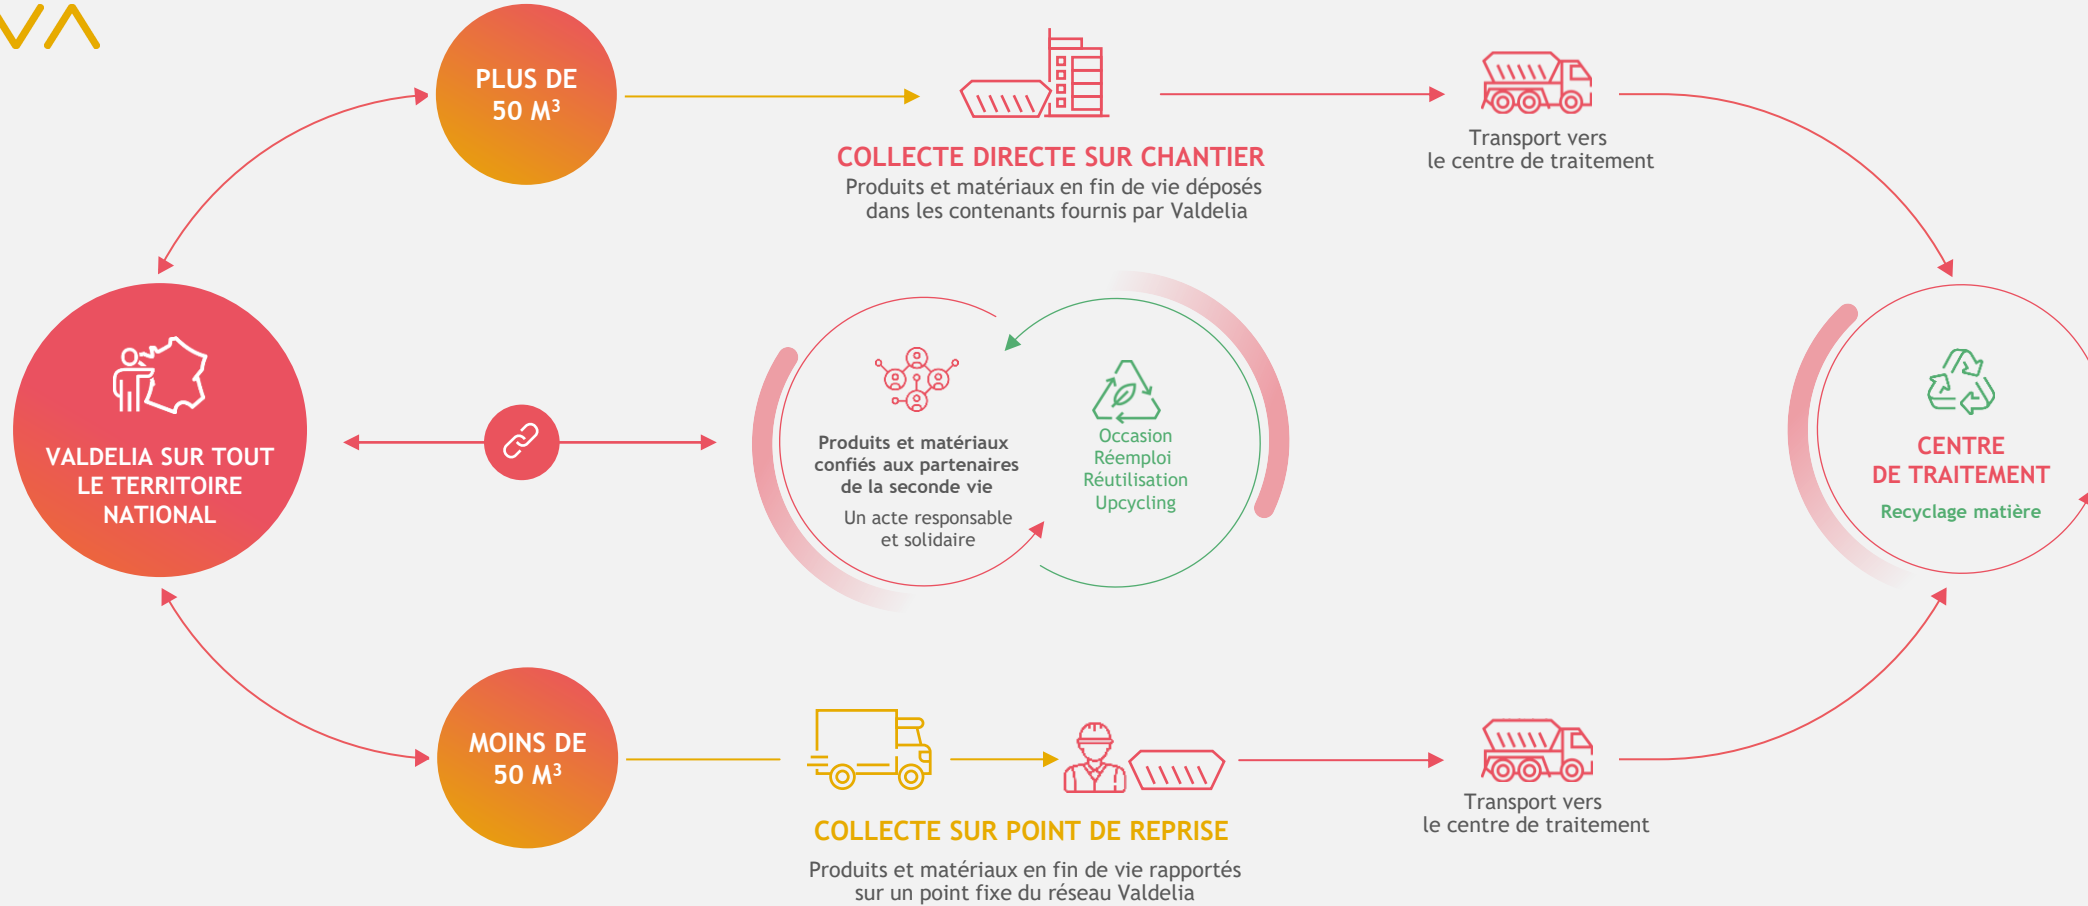 PLUS DE
50 M³
COLLECTE DIRECTE SUR CHANTIER
Produits et matériaux en fin de vie déposés
dans les contenants fournis par Valdelia
Transport vers
le centre de traitement
VALDELIA SUR TOUT
LE TERRITOIRE
NATIONAL
Produits et matériaux
confiés aux partenaires
de la seconde vie
Un acte responsable
et solidaire
Occasion
Réemploi
Réutilisation
Upcycling
CENTRE
DE TRAITEMENT
Recyclage matière
MOINS DE
50 M³
COLLECTE SUR POINT DE REPRISE
Produits et matériaux en fin de vie rapportés
sur un point fixe du réseau Valdelia
Transport vers
le centre de traitement